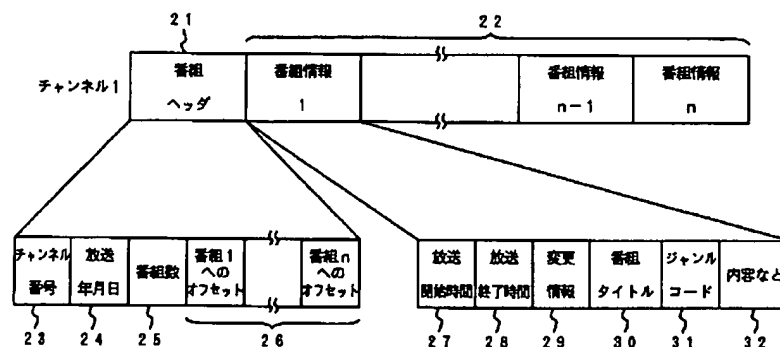 21
22
チャンネル1
番組
ヘッダ
番組情報
1
番組情報
n-1
番組情報
n
チャンネル
番号
放送
年月日
番組数
番組1
への
オフセット
番組n
への
オフセット
放送
開始時間
放送
終了時間
変更
情報
番組
タイトル
ジャンル
コード
内容など
23
24
25
26
27
28
29
30
31
32